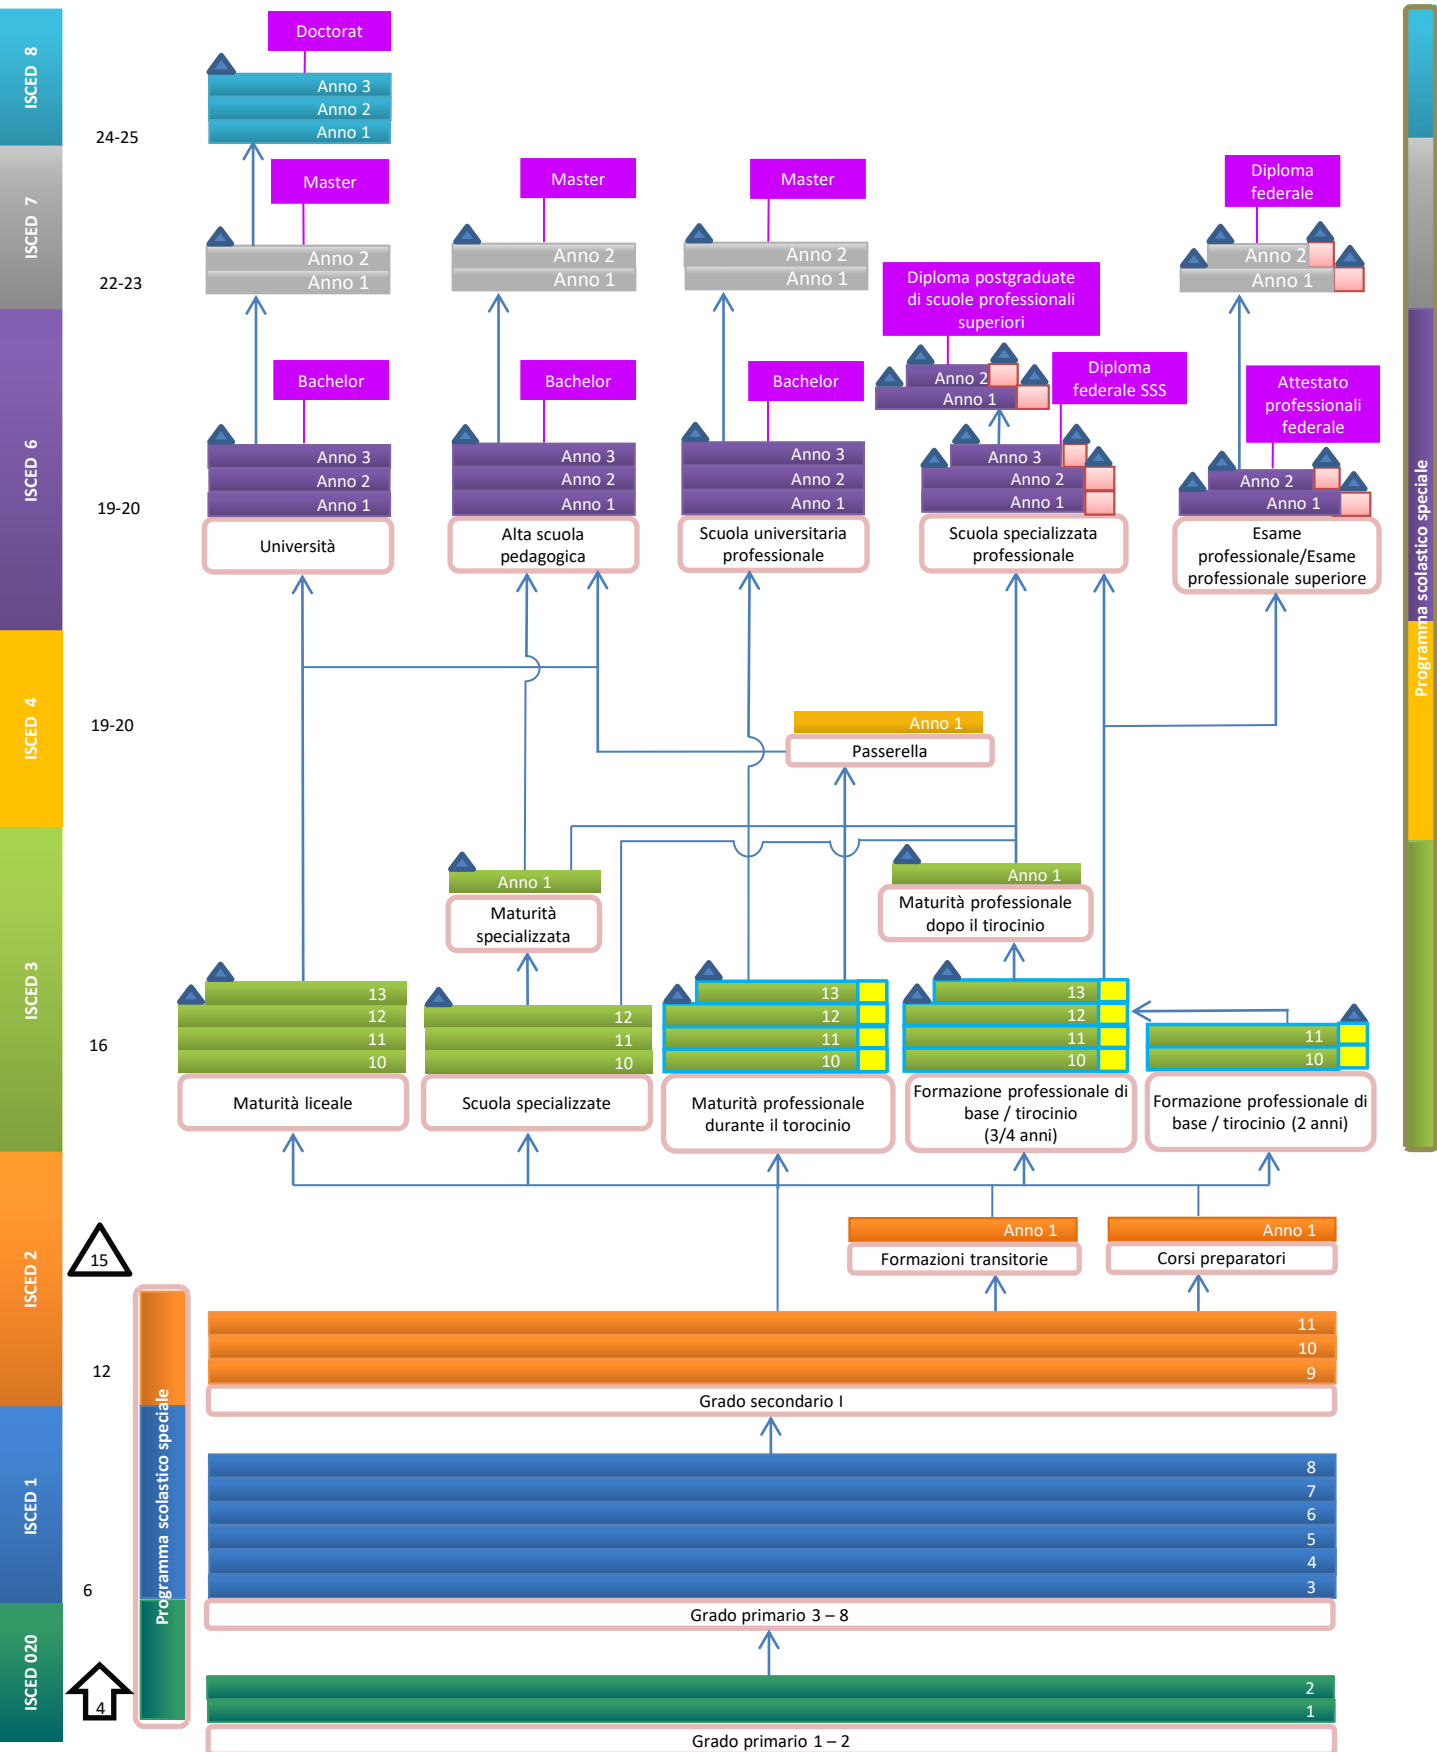 ISCED 8
Doctorat
Anno 3
Anno 2
Anno 1
24-25
ISCED 7
Master
Master
Master
Diploma
federale
Anno 2
Anno 1
Anno 2
Anno 1
Anno 2
Anno 1
Anno 2
Anno 1
22-23
Diploma postgraduate
di scuole professionali
superiori
ISCED 6
Bachelor
Bachelor
Bachelor
Anno 2
Anno 1
Diploma
federale SSS
Attestato
professionali
federale
Anno 3
Anno 2
Anno 1
Anno 3
Anno 2
Anno 1
Anno 3
Anno 2
Anno 1
Anno 3
Anno 2
Anno 1
Anno 2
Anno 1
19-20
Università
Alta scuola
pedagogica
Scuola universitaria
professionale
Scuola specializzata
professionale
Esame
professionale/Esame
professionale superiore
Programma scolastico speciale
ISCED 4
19-20
Anno 1
Passerella
ISCED 3
Anno 1
Maturità
specializzata
Anno 1
Maturità professionale
dopo il tirocinio
16
13
12
11
10
12
11
10
13
12
11
10
13
12
11
10
11
10
Maturità liceale
Scuola specializzate
Maturità professionale
durante il torocinio
Formazione professionale di
base / tirocinio
(3/4 anni)
Formazione professionale di
base / tirocinio (2 anni)
ISCED 2
15
Anno 1
Formazioni transitorie
Anno 1
Corsi preparatori
12
11
10
9
Grado secondario I
Programma scolastico speciale
ISCED 1
8
7
6
5
4
3
6
Grado primario 3 – 8
ISCED 020
4
2
1
Grado primario 1 – 2